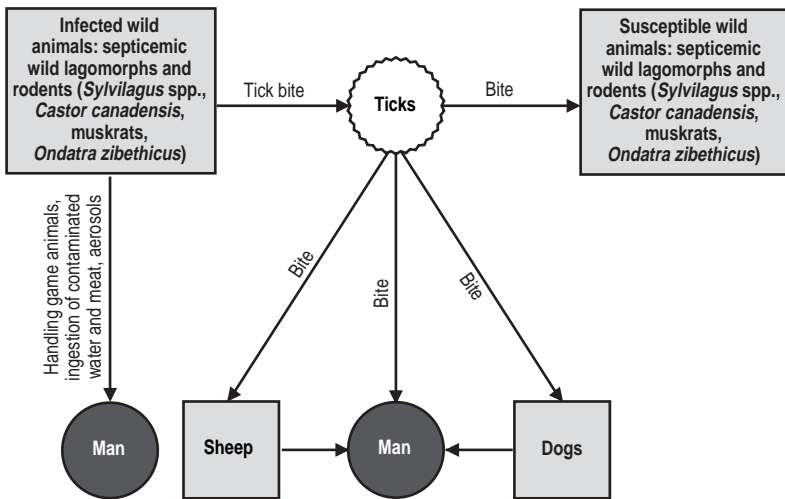 Infected wild
animals: septicemic
wild lagomorphs and
rodents (Sylvilagus spp.,
Castor canadensis,
muskrats,
Ondatra zibethicus)
Tick bite
Ticks
Bite
Susceptible wild
animals: septicemic
wild lagomorphs and
rodents (Sylvilagus spp.,
Castor canadensis,
muskrats,
Ondatra zibethicus)
Handling game animals,
ingestion of contaminated
water and meat, aerosols
Bite
Bite
Bite
Man
Sheep
Man
Dogs